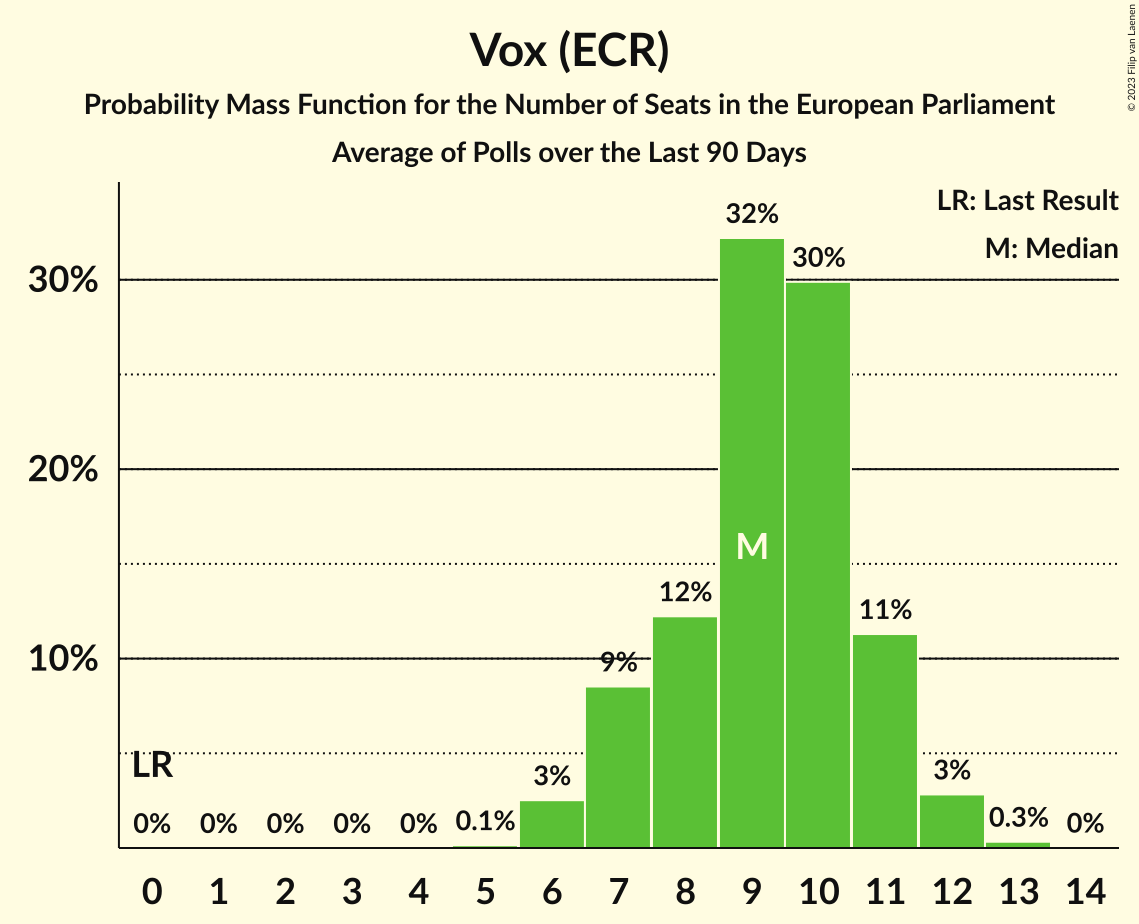 Vox (ECR)
Probability Mass Function for the Number of Seats in the European Parliament
Average of Polls over the Last 90 Days
© 2023 Filip van Laenen
LR: Last Result
M: Median
32%
30%
30%
20%
M
12%
11%
10%
9%
LR
3%
3%
0%
0%
0%
0%
0%
0.1%
0.3%
0%
0 1 2 3 4 5 6 7 8 9 10 11 12 13 14